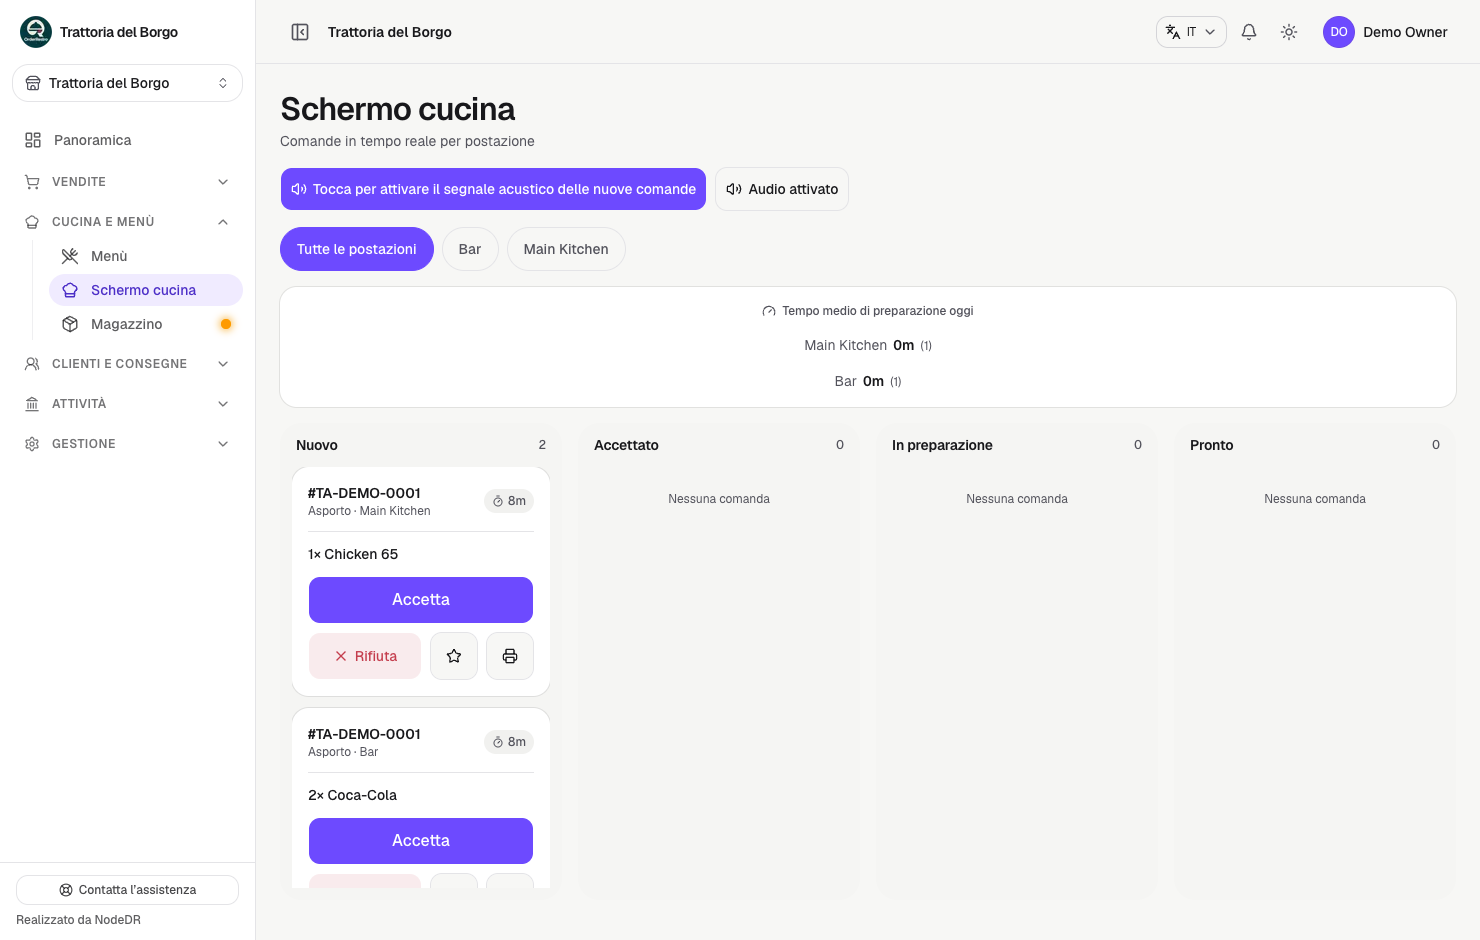 Trattoria del Borgo
Trattoria del Borgo
Panoramica
VENDITE
CUCINA E MENÙ
Menù
Schermo cucina
Magazzino
CLIENTI E CONSEGNE
ATTIVITÀ
GESTIONE
Contatta l'assistenza
Realizzato da NodeDR
Trattoria del Borgo
IT
DO
Demo Owner
Schermo cucina
Comande in tempo reale per postazione
Tocca per attivare il segnale acustico delle nuove comande
Audio attivato
Tutte le postazioni
Bar
Main Kitchen
Tempo medio di preparazione oggi
Main Kitchen 0m (1)
Bar 0m (1)
Nuovo 2
#TA-DEMO-0001
8m
Asporto · Main Kitchen
1× Chicken 65
Accetta
Rifiuta
#TA-DEMO-0001
8m
Asporto · Bar
2× Coca-Cola
Accetta
Accettato 0
Nessuna comanda
In preparazione 0
Nessuna comanda
Pronto 0
Nessuna comanda